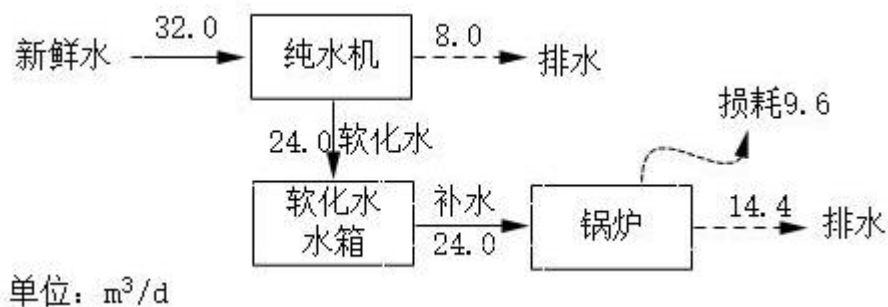 32.0
8.0
新鲜水
纯水机
排水
损耗9.6
24.0 软化水
软化水
水箱
补水
24.0
锅炉
14.4
排水
单位：m³/d